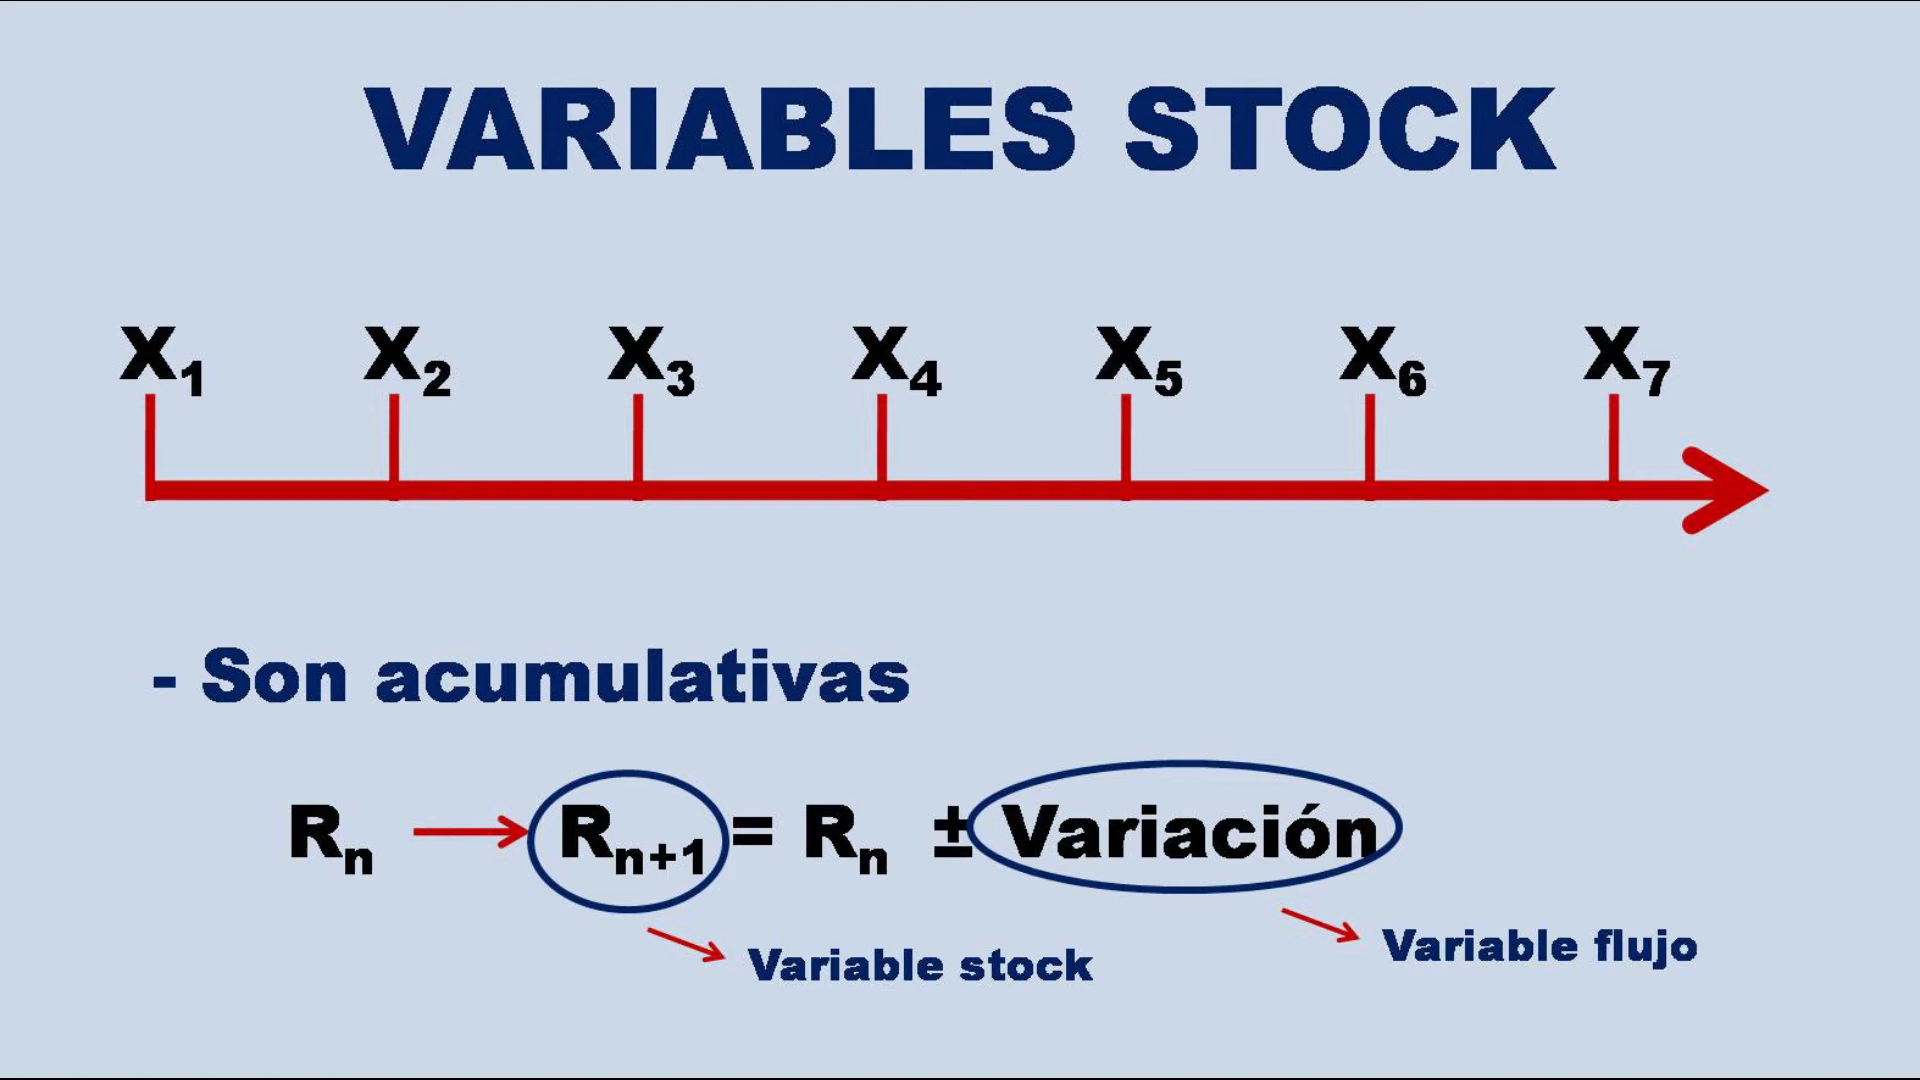 VARIABLES STOCK
X₁ X₂ X₃ X₄ X₅ X₆ X₇
- Son acumulativas
Rₙ → Rₙ₊₁ = Rₙ ± Variación
Variable stock
Variable flujo